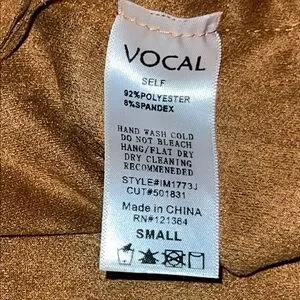 VOCAL
SELF
92%POLYESTER
8%SPANDEX
HAND WASH COLD
DO NOT BLEACH
HANG/FLAT DRY
DRY CLEANING
RECOMMENEDED
STYLE#IM1773J
CUT#501831
Made in CHINA
RN#121364
SMALL